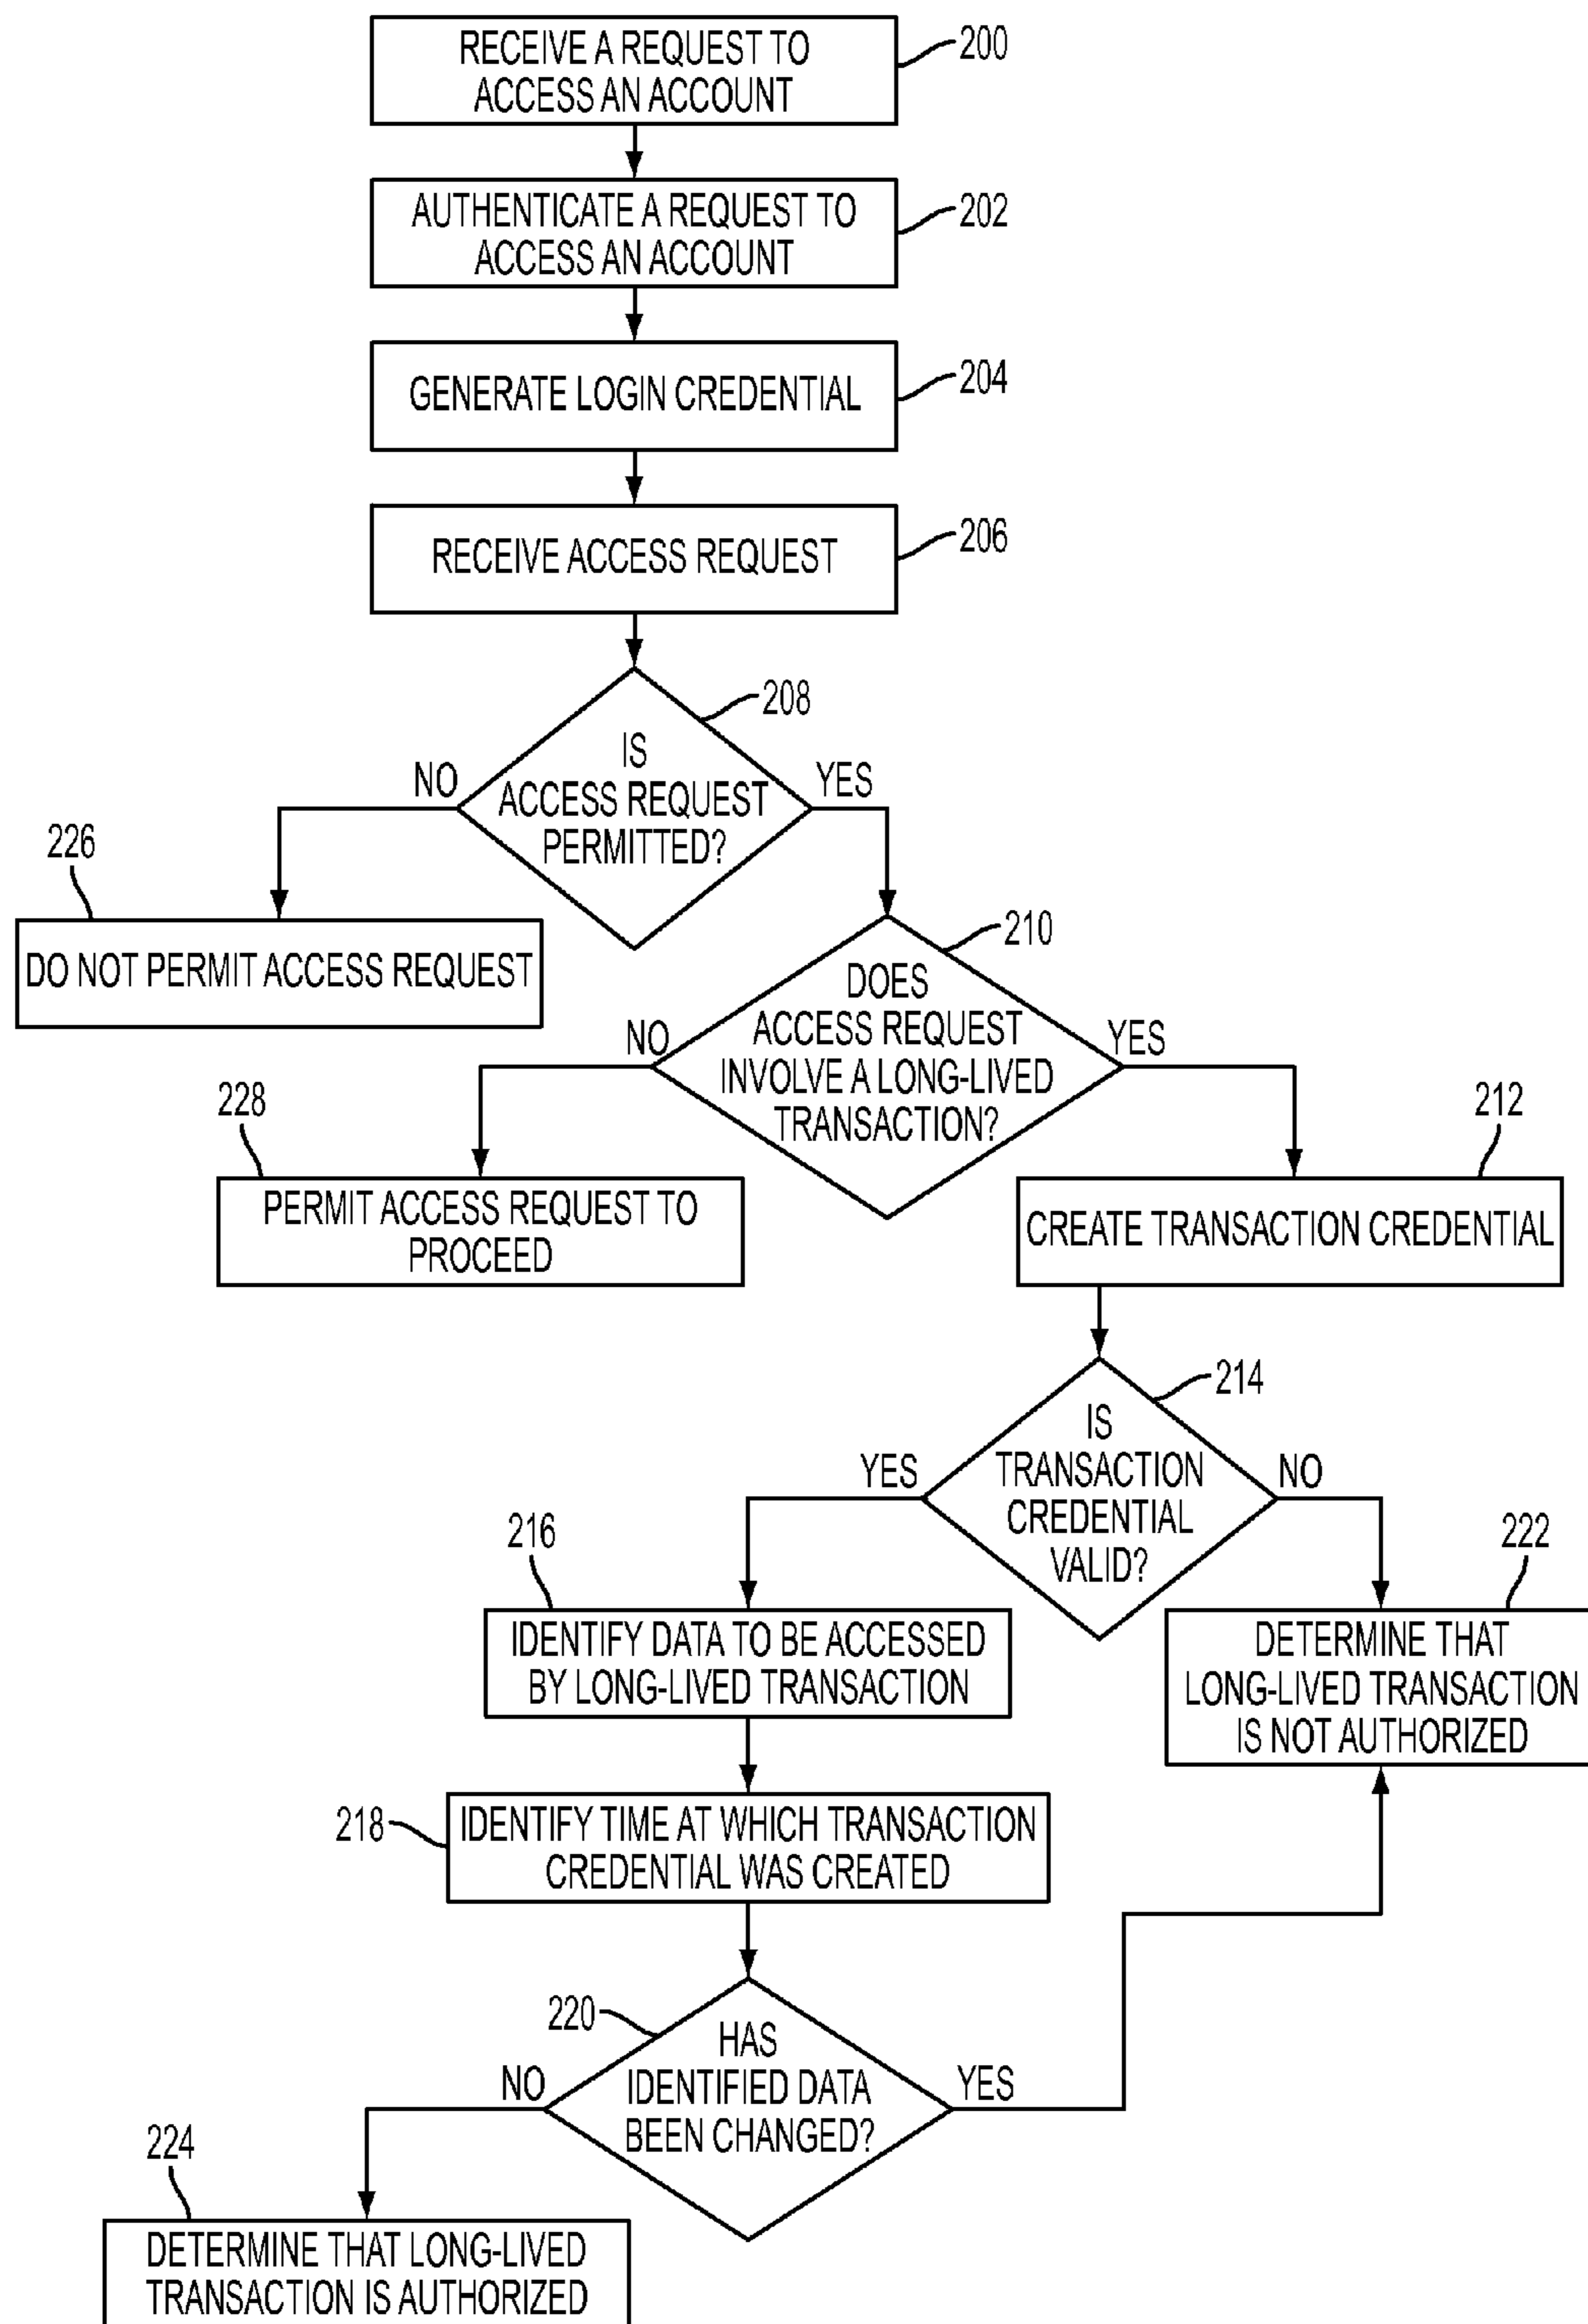 RECEIVE A REQUEST TO
ACCESS AN ACCOUNT
200
AUTHENTICATE A REQUEST TO
ACCESS AN ACCOUNT
202
GENERATE LOGIN CREDENTIAL
204
RECEIVE ACCESS REQUEST
206
208
IS
ACCESS REQUEST
PERMITTED?
NO
YES
226
DO NOT PERMIT ACCESS REQUEST
210
DOES
ACCESS REQUEST
INVOLVE A LONG-LIVED
TRANSACTION?
NO
YES
228
PERMIT ACCESS REQUEST TO
PROCEED
212
CREATE TRANSACTION CREDENTIAL
214
IS
TRANSACTION
CREDENTIAL
VALID?
YES
NO
216
IDENTIFY DATA TO BE ACCESSED
BY LONG-LIVED TRANSACTION
222
DETERMINE THAT
LONG-LIVED TRANSACTION
IS NOT AUTHORIZED
218
IDENTIFY TIME AT WHICH TRANSACTION
CREDENTIAL WAS CREATED
220
HAS
IDENTIFIED DATA
BEEN CHANGED?
NO
YES
224
DETERMINE THAT LONG-LIVED
TRANSACTION IS AUTHORIZED